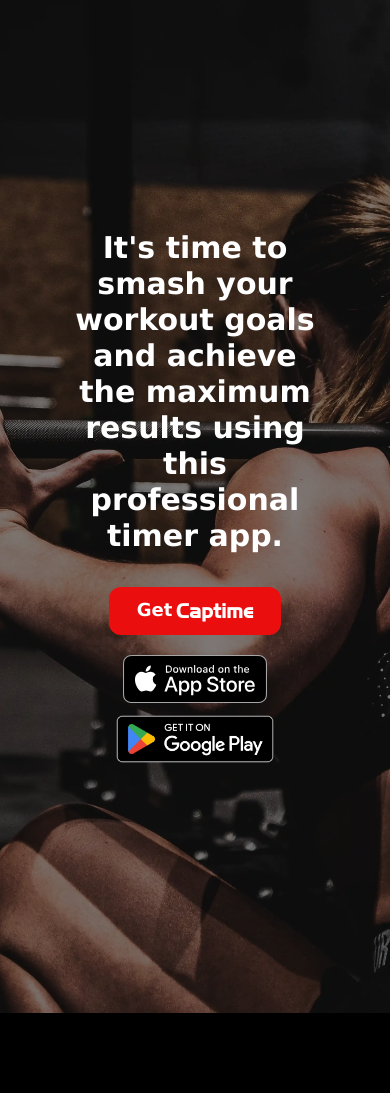 It's time to
smash your
workout goals
and achieve
the maximum
results using
this
professional
timer app.
Get Captime
Download on the
App Store
GET IT ON
Google Play